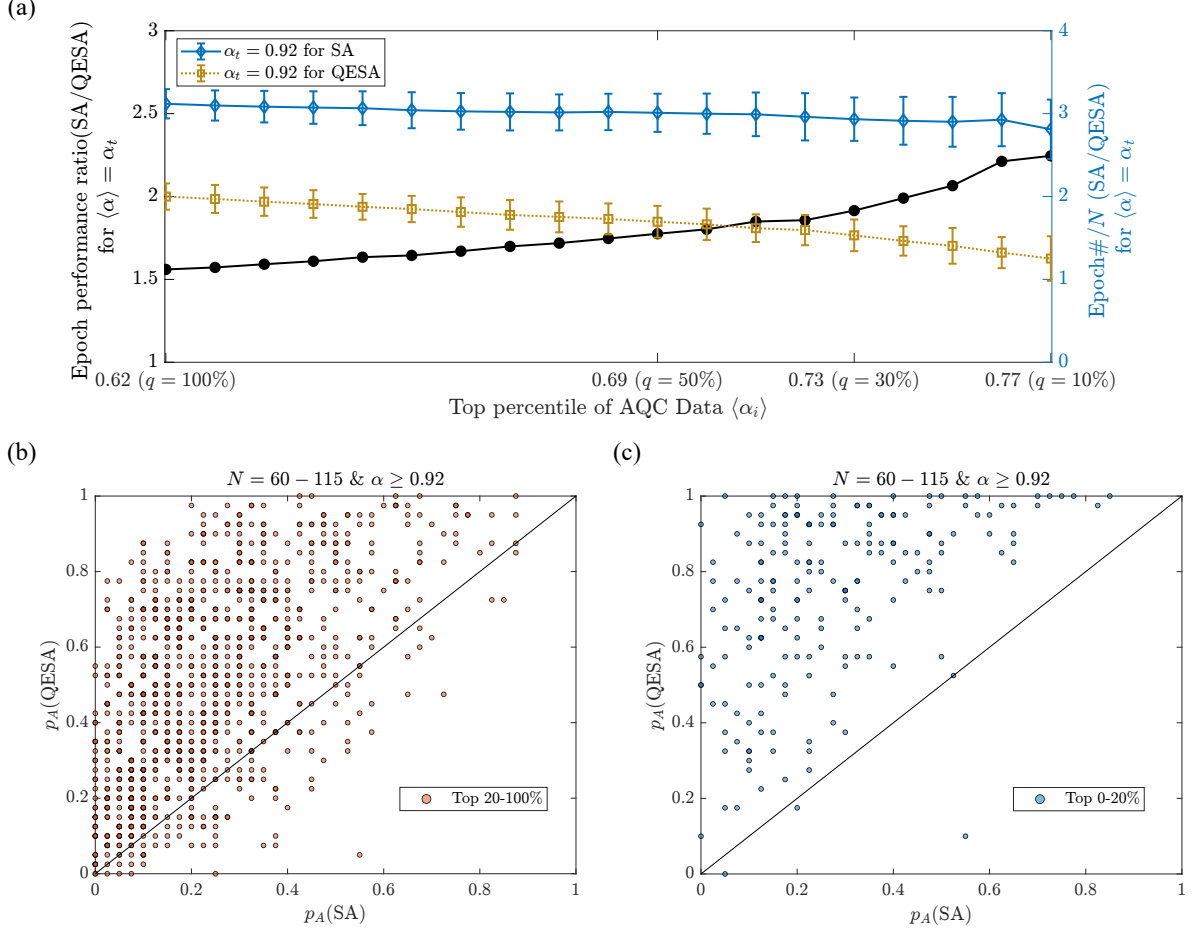 (a)
Epoch performance ratio(SA/QESA)
for ⟨α⟩ = αₜ
3
2.5
2
1.5
1
αₜ = 0.92 for SA
αₜ = 0.92 for QESA
4
3
2
1
0
Epoch#/N (SA/QESA)
for ⟨α⟩ = αₜ
0.62 (q = 100%)
0.69 (q = 50%)
0.73 (q = 30%)
0.77 (q = 10%)
Top percentile of AQC Data ⟨αᵢ⟩
(b)
N = 60 − 115 & α ≥ 0.92
p_A(QESA)
1
0.8
0.6
0.4
0.2
0
Top 20-100%
0 0.2 0.4 0.6 0.8 1
p_A(SA)
(c)
N = 60 − 115 & α ≥ 0.92
p_A(QESA)
1
0.8
0.6
0.4
0.2
0
Top 0-20%
0 0.2 0.4 0.6 0.8 1
p_A(SA)